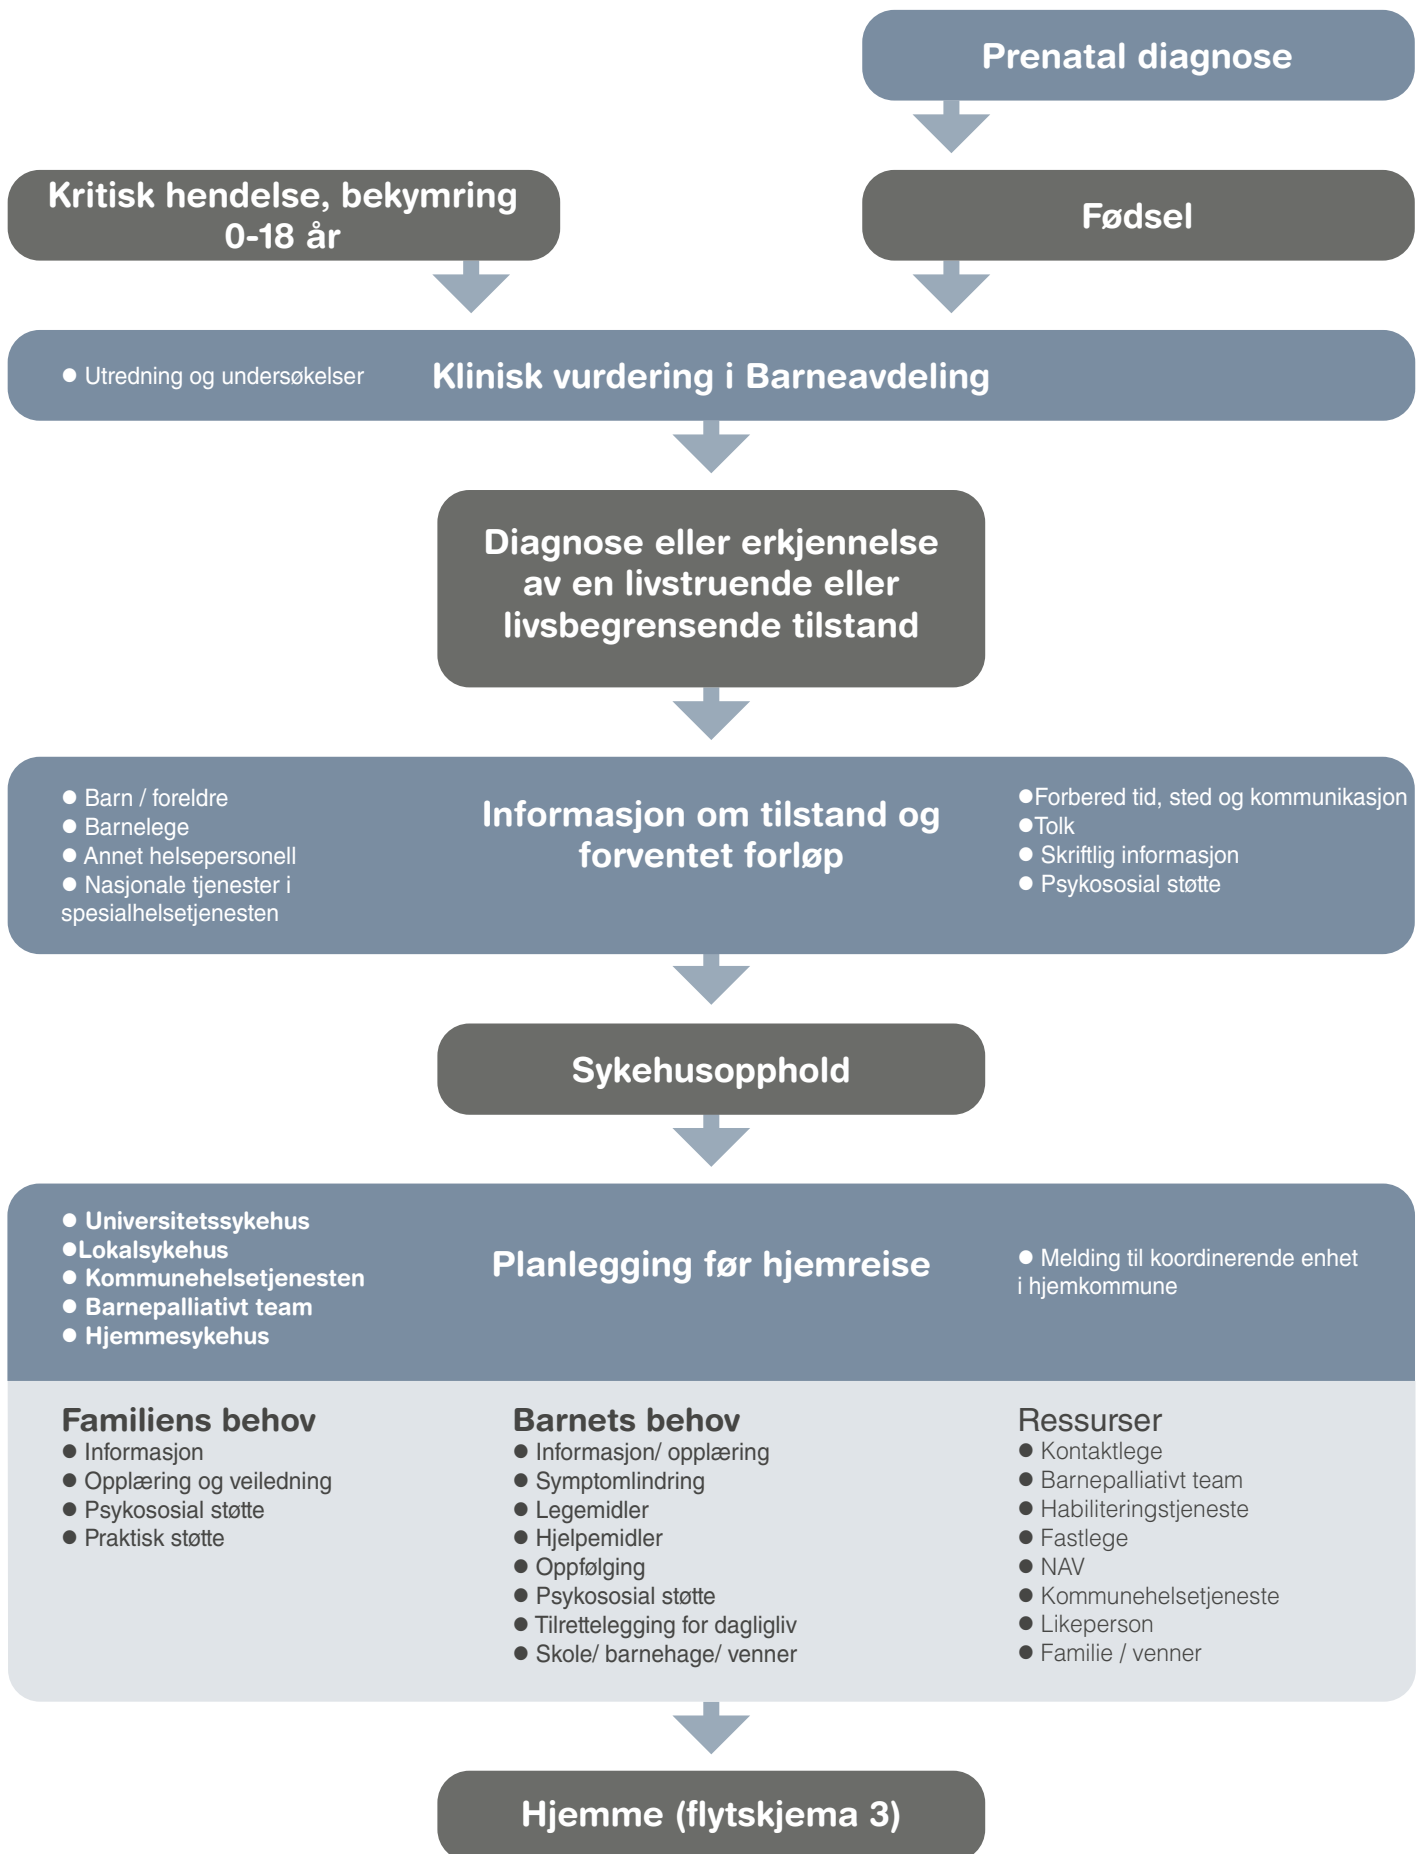 Prenatal diagnose
Kritisk hendelse, bekymring
0-18 år
Fødsel
● Utredning og undersøkelser
Klinisk vurdering i Barneavdeling
Diagnose eller erkjennelse
av en livstruende eller
livsbegrensende tilstand
● Barn / foreldre
● Barnelege
● Annet helsepersonell
● Nasjonale tjenester i
spesialhelsetjenesten
Informasjon om tilstand og
forventet forløp
●Forbered tid, sted og kommunikasjon
●Tolk
● Skriftlig informasjon
● Psykososial støtte
Sykehusopphold
● Universitetssykehus
●Lokalsykehus
● Kommunehelsetjenesten
● Barnepalliativt team
● Hjemmesykehus
Planlegging før hjemreise
● Melding til koordinerende enhet
i hjemkommune
Familiens behov
● Informasjon
● Opplæring og veiledning
● Psykososial støtte
● Praktisk støtte
Barnets behov
● Informasjon/ opplæring
● Symptomlindring
● Legemidler
● Hjelpemidler
● Oppfølging
● Psykososial støtte
● Tilrettelegging for dagligliv
● Skole/ barnehage/ venner
Ressurser
● Kontaktlege
● Barnepalliativt team
● Habiliteringstjeneste
● Fastlege
● NAV
● Kommunehelsetjeneste
● Likeperson
● Familie / venner
Hjemme (flytskjema 3)